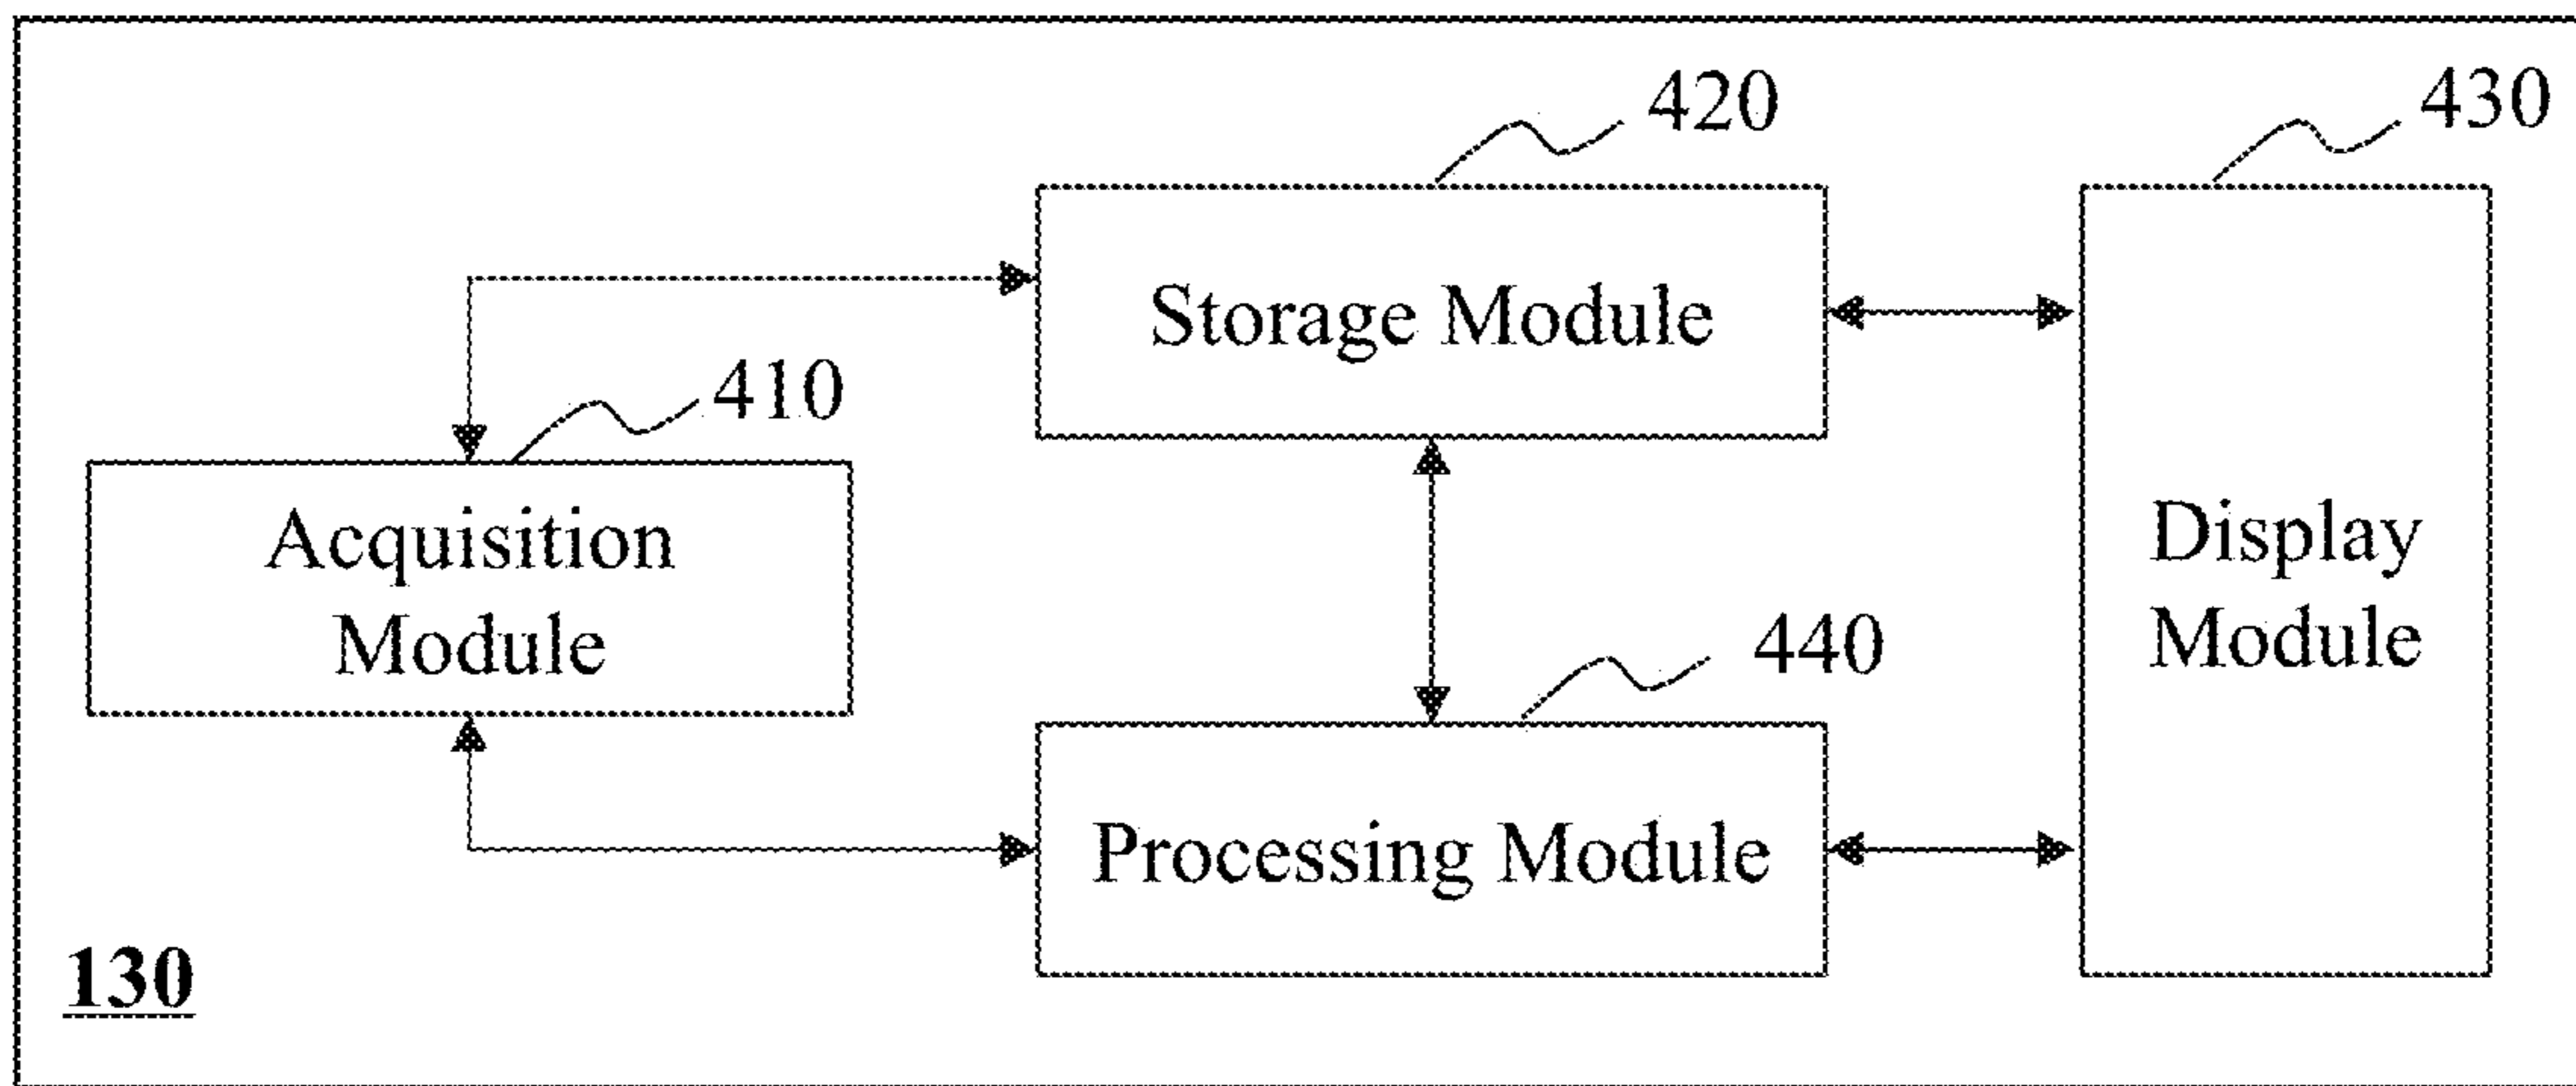 420
430
Storage Module
410
Acquisition
Module
Display
Module
440
Processing Module
130